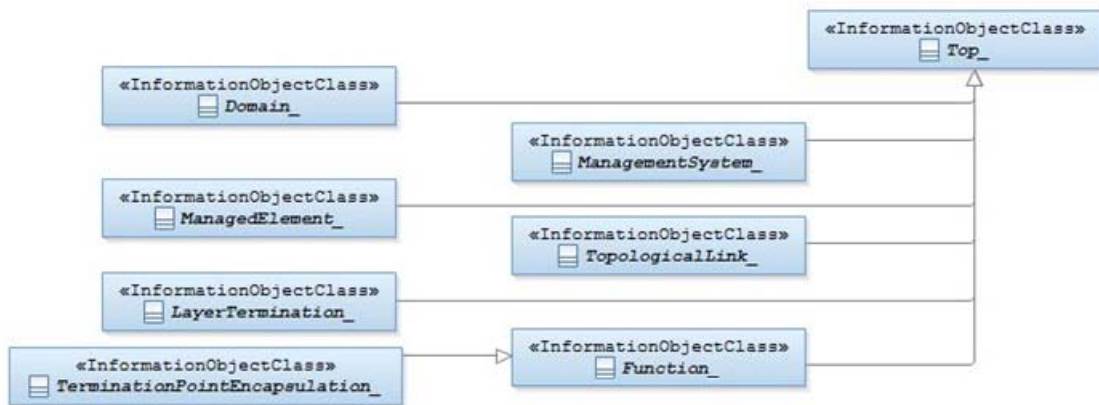 «InformationObjectClass»
Top_
«InformationObjectClass»
Domain_
«InformationObjectClass»
ManagementSystem_
«InformationObjectClass»
ManagedElement_
«InformationObjectClass»
TopologicalLink_
«InformationObjectClass»
LayerTermination_
«InformationObjectClass»
Function_
«InformationObjectClass»
TerminationPointEncapsulation_